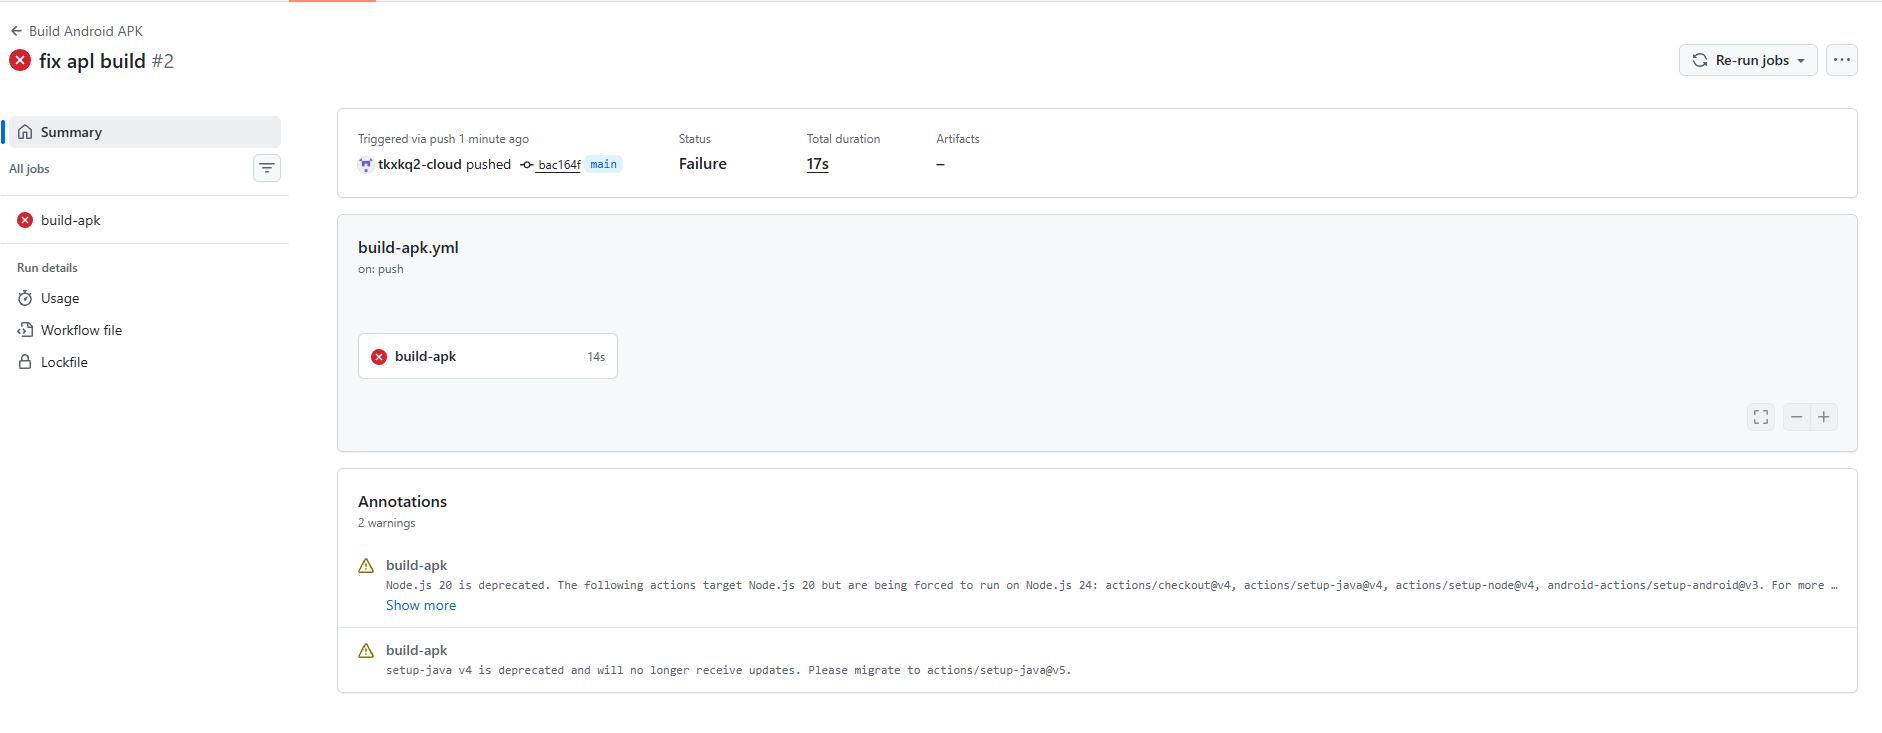 Build Android APK
fix apl build #2
Re-run jobs
Summary
All jobs
build-apk
Run details
Usage
Workflow file
Lockfile
Triggered via push 1 minute ago
tkxkq2-cloud pushed bac164f main
Status
Failure
Total duration
17s
Artifacts
–
build-apk.yml
on: push
build-apk 14s
Annotations
2 warnings
build-apk
Node.js 20 is deprecated. The following actions target Node.js 20 but are being forced to run on Node.js 24: actions/checkout@v4, actions/setup-java@v4, actions/setup-node@v4, android-actions/setup-android@v3. For more …
Show more
build-apk
setup-java v4 is deprecated and will no longer receive updates. Please migrate to actions/setup-java@v5.